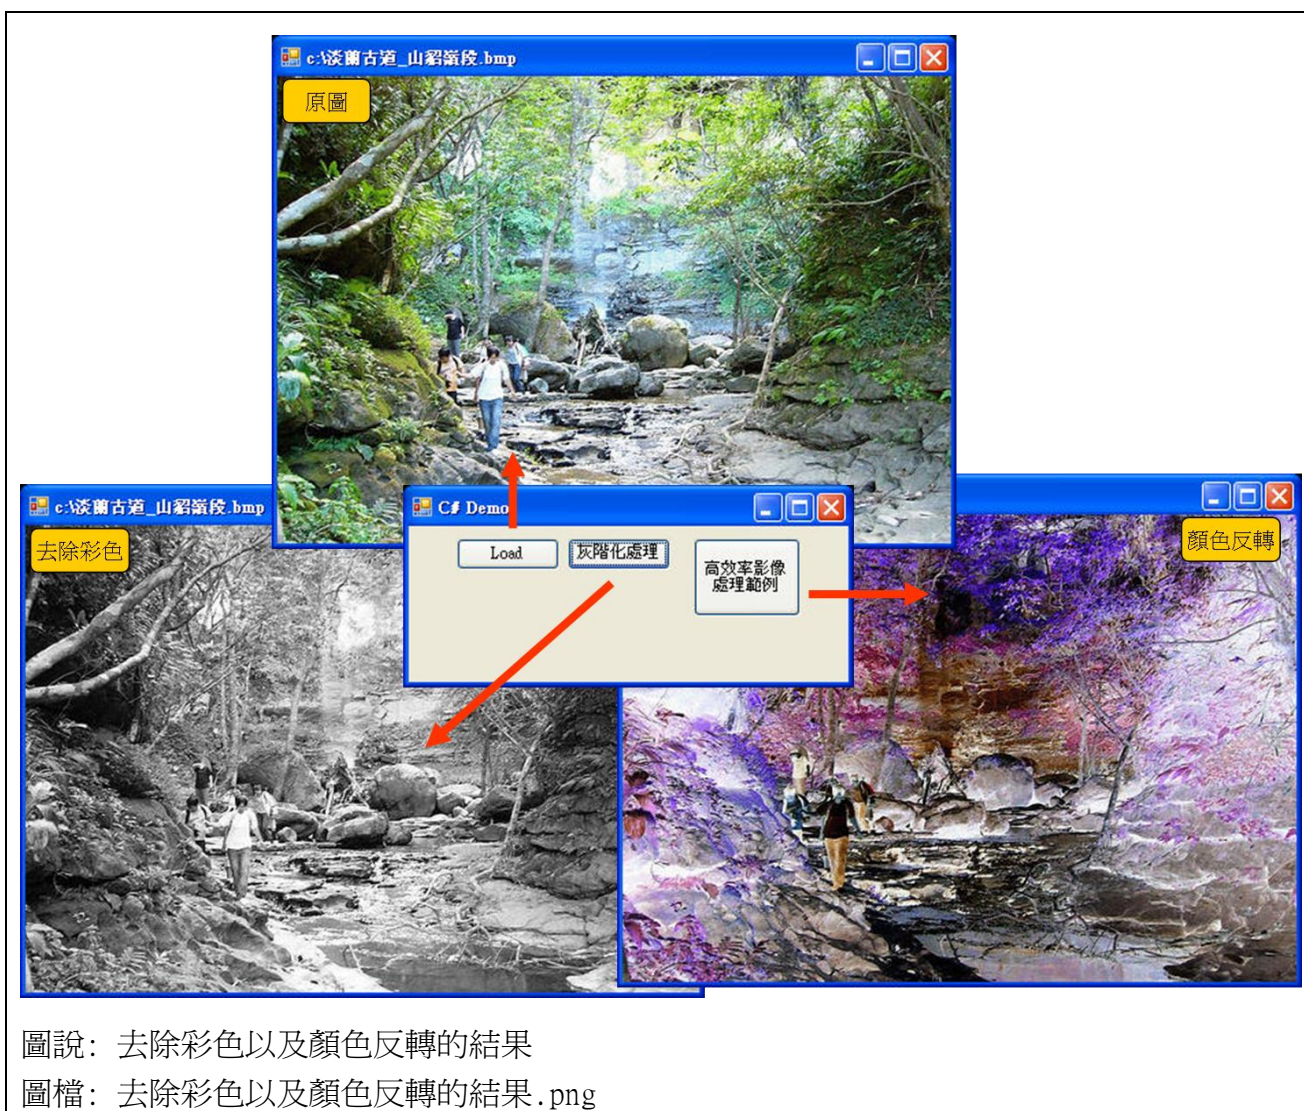 c:\淡蘭古道_山貂嶺段.bmp
原圖
c:\淡蘭古道_山貂嶺段.bmp
去除彩色
C# Demo
Load
灰階化處理
高效率影像
處理範例
顏色反轉
圖說: 去除彩色以及顏色反轉的結果
圖檔: 去除彩色以及顏色反轉的結果.png